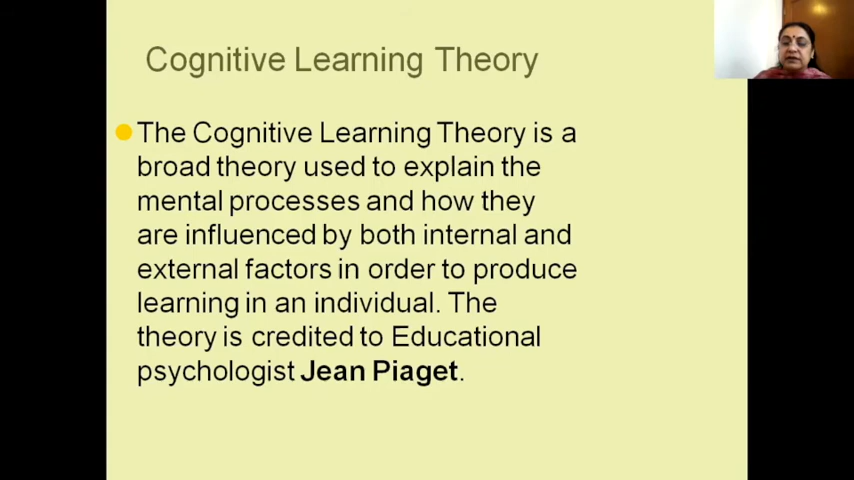 Cognitive Learning Theory
The Cognitive Learning Theory is a
broad theory used to explain the
mental processes and how they
are influenced by both internal and
external factors in order to produce
learning in an individual. The
theory is credited to Educational
psychologist Jean Piaget.